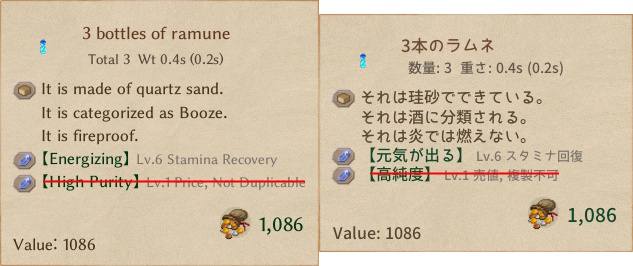 3 bottles of ramune
Total 3 Wt 0.4s (0.2s)
It is made of quartz sand.
It is categorized as Booze.
It is fireproof.
【Energizing】 Lv.6 Stamina Recovery
【High Purity】 Lv.1 Price, Not Duplicable
1,086
Value: 1086
3本のラムネ
数量: 3 重さ: 0.4s (0.2s)
それは珪砂でできている。
それは酒に分類される。
それは炎では燃えない。
【元気が出る】 Lv.6 スタミナ回復
【高純度】 Lv.1 売値, 複製不可
1,086
Value: 1086